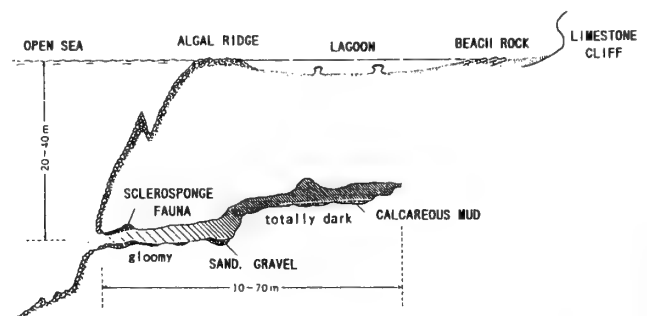 OPEN SEA
ALGAL RIDGE
LAGOON
BEACH ROCK
LIMESTONE
CLIFF
20-40m
SCLEROSPONGE
FAUNA
totally dark
CALCAREOUS MUD
gloomy
SAND. GRAVEL
10-70m